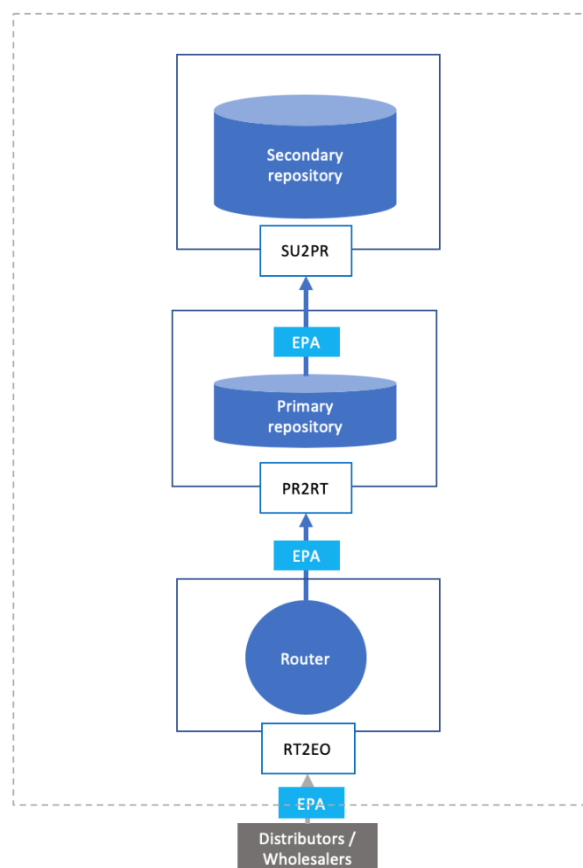 Secondary
repository
SU2PR
EPA
Primary
repository
PR2RT
EPA
Router
RT2EO
EPA
Distributors /
Wholesalers